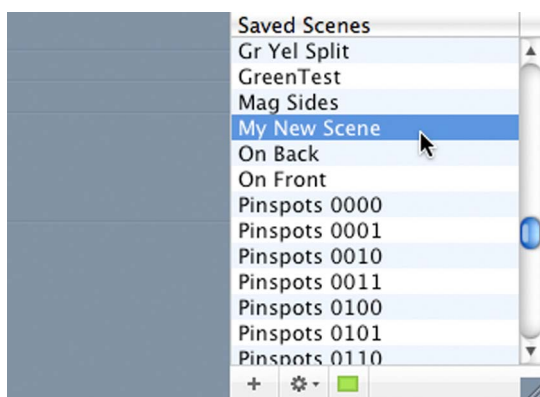 Saved Scenes
Gr Yel Split
GreenTest
Mag Sides
My New Scene
On Back
On Front
Pinspots 0000
Pinspots 0001
Pinspots 0010
Pinspots 0011
Pinspots 0100
Pinspots 0101
Pinspots 0110